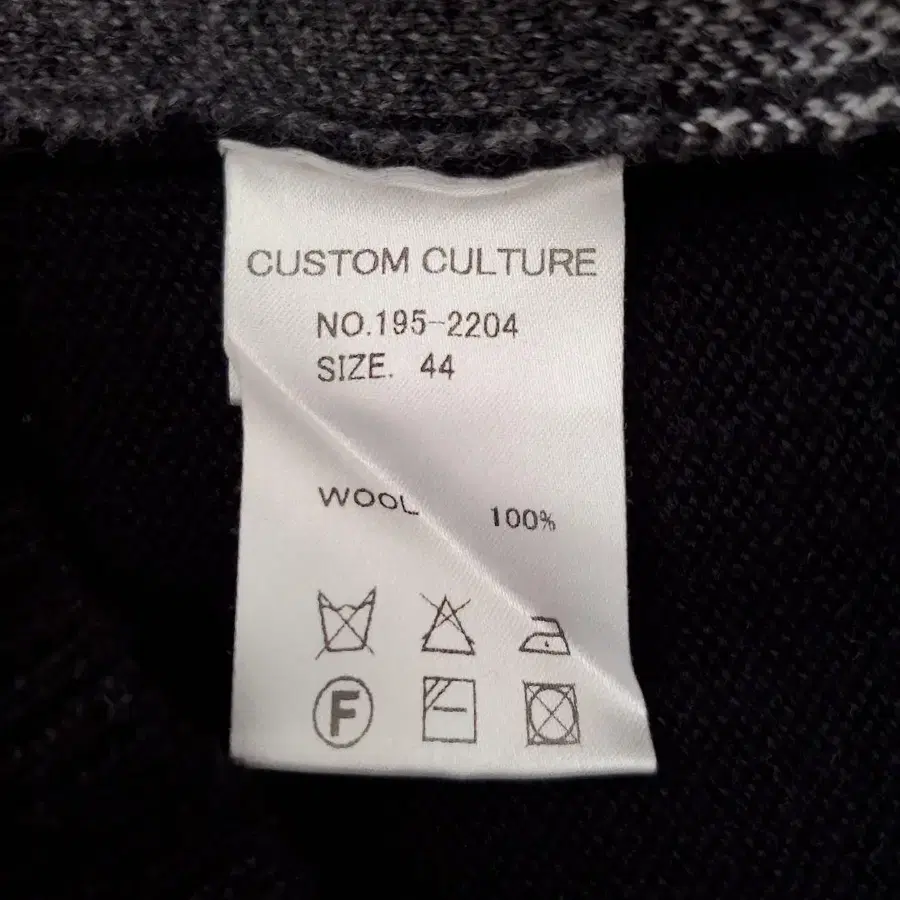 CUSTOM CULTURE
NO.195-2204
SIZE. 44
WOOL 100%
F